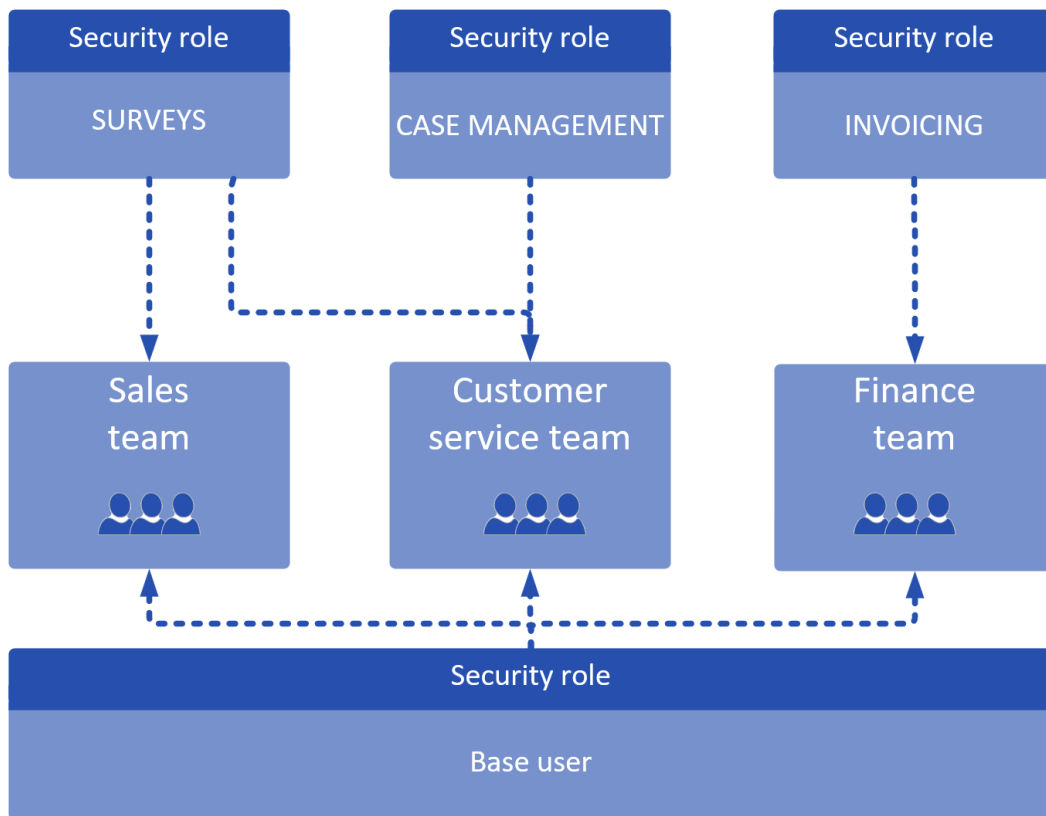 Security role
SURVEYS
Security role
CASE MANAGEMENT
Security role
INVOICING
Sales
team
Customer
service team
Finance
team
Security role
Base user